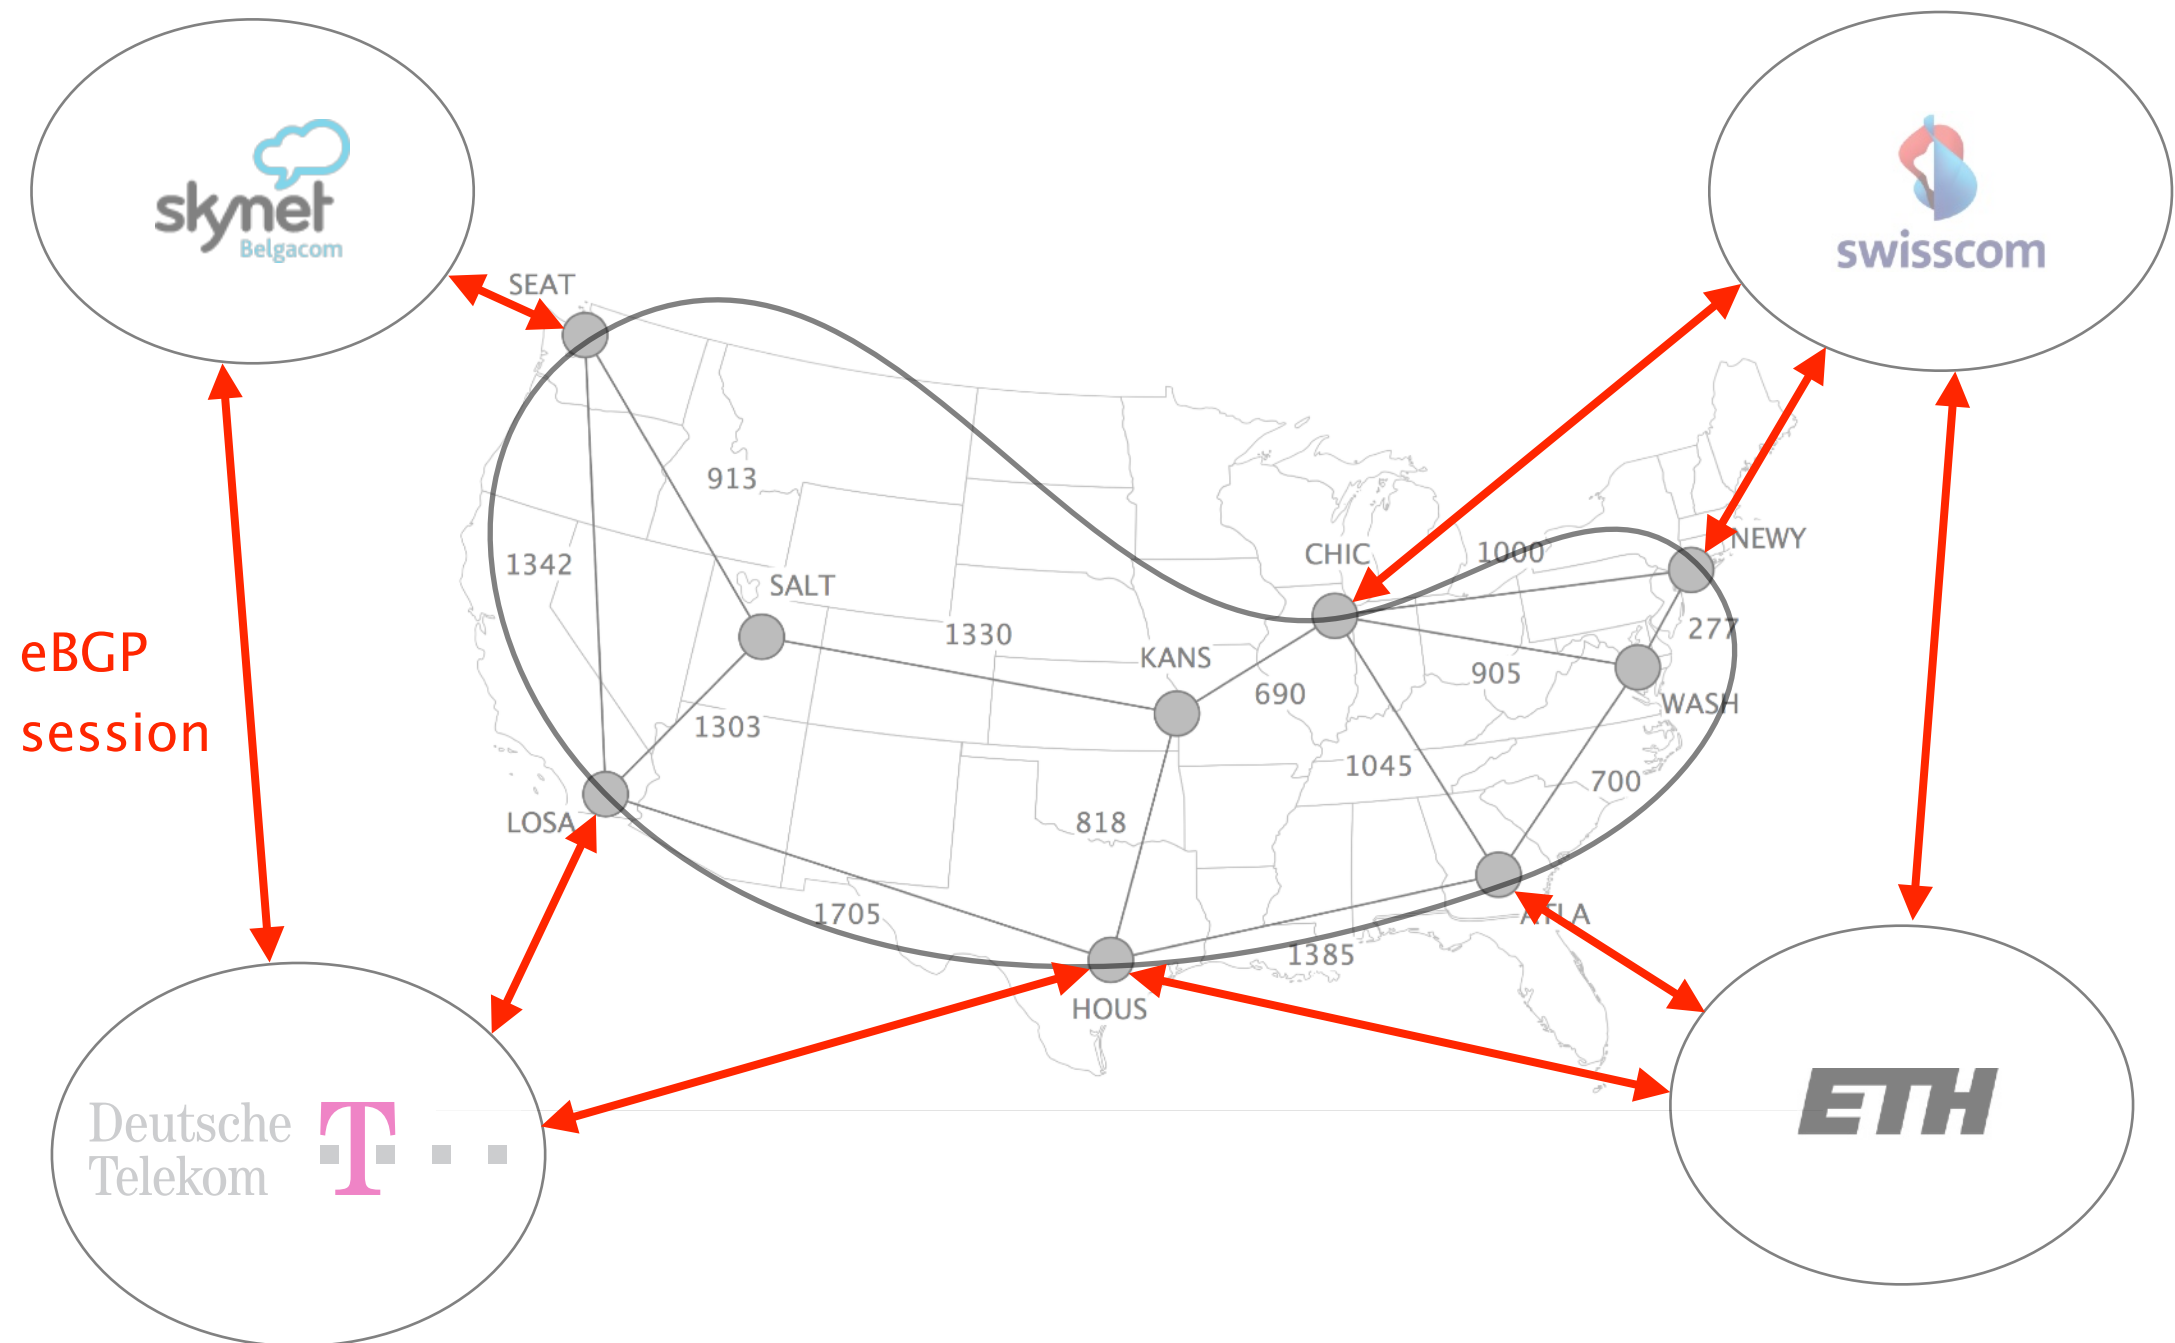 skynet
Belgacom
swisscom
SEAT
913
1342
SALT
CHIC
1000
NEWY
277
eBGP
session
1330
KANS
690
905
WASH
1303
1045
700
LOSA
818
1705
ATLA
1385
HOUS
Deutsche
Telekom
T
ETH